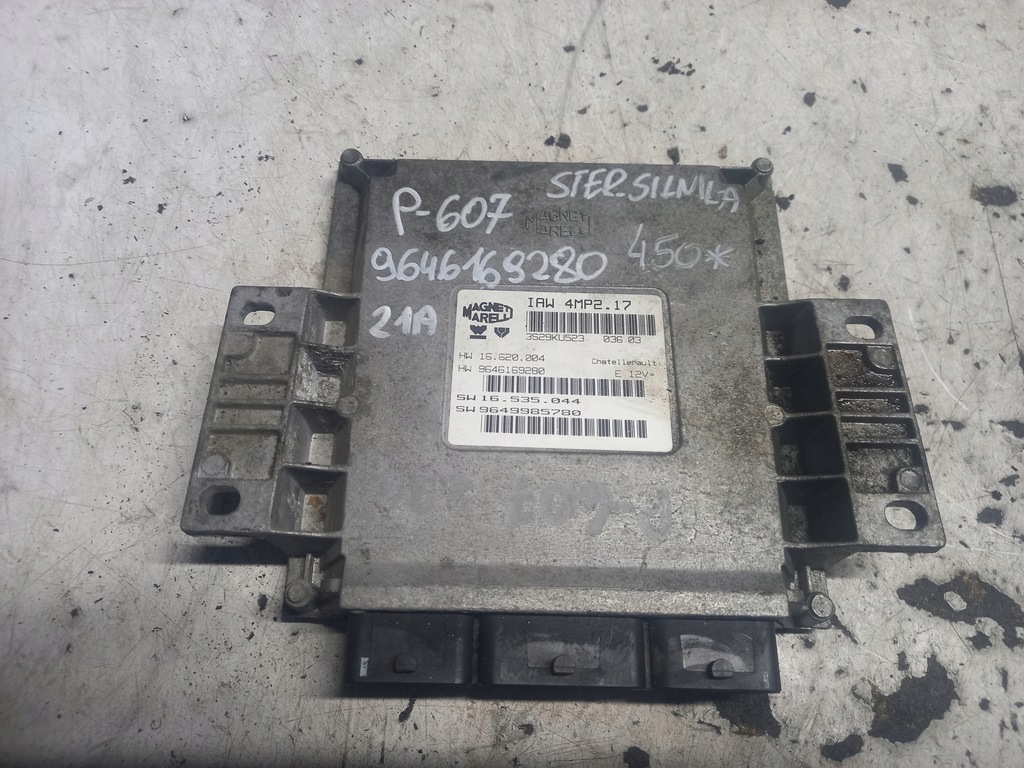 STER.SILNIKA
P-607
MAGNETI
MARELLI
450*
9646169280
21A
MAGNETI
MARELLI
IAW 4MP2.17
3529KU523 036 03
HW 16.620.004 Chatellerault
HW 9646169280 E 12V=
SW 16.535.044
SW 9649985780
P-607